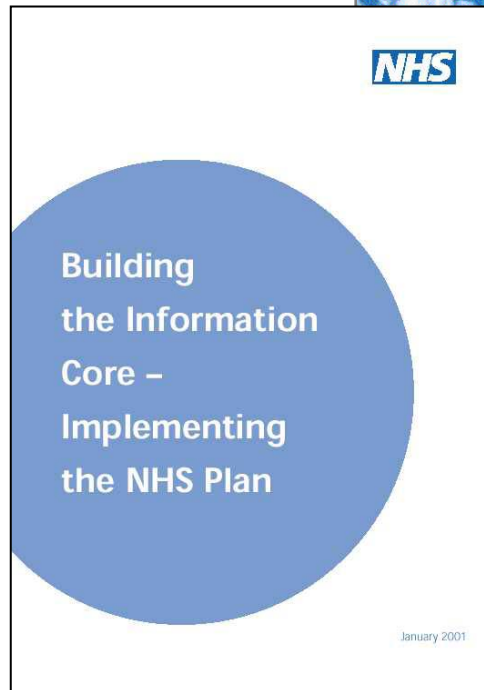 NHS
Building
the Information
Core –
Implementing
the NHS Plan
January 2001